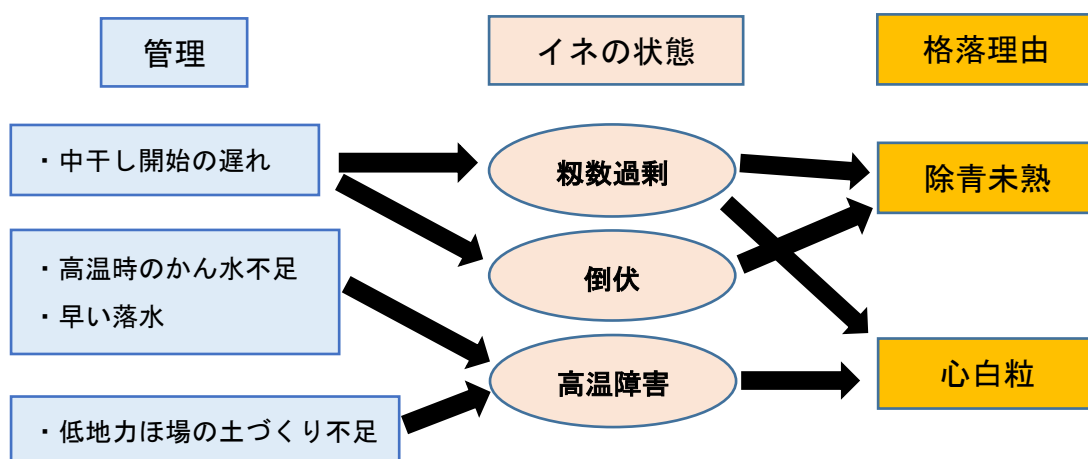 管理
イネの状態
格落理由
・中干し開始の遅れ
籾数過剰
除青未熟
・高温時のかん水不足
・早い落水
倒伏
高温障害
心白粒
・低地力ほ場の土づくり不足